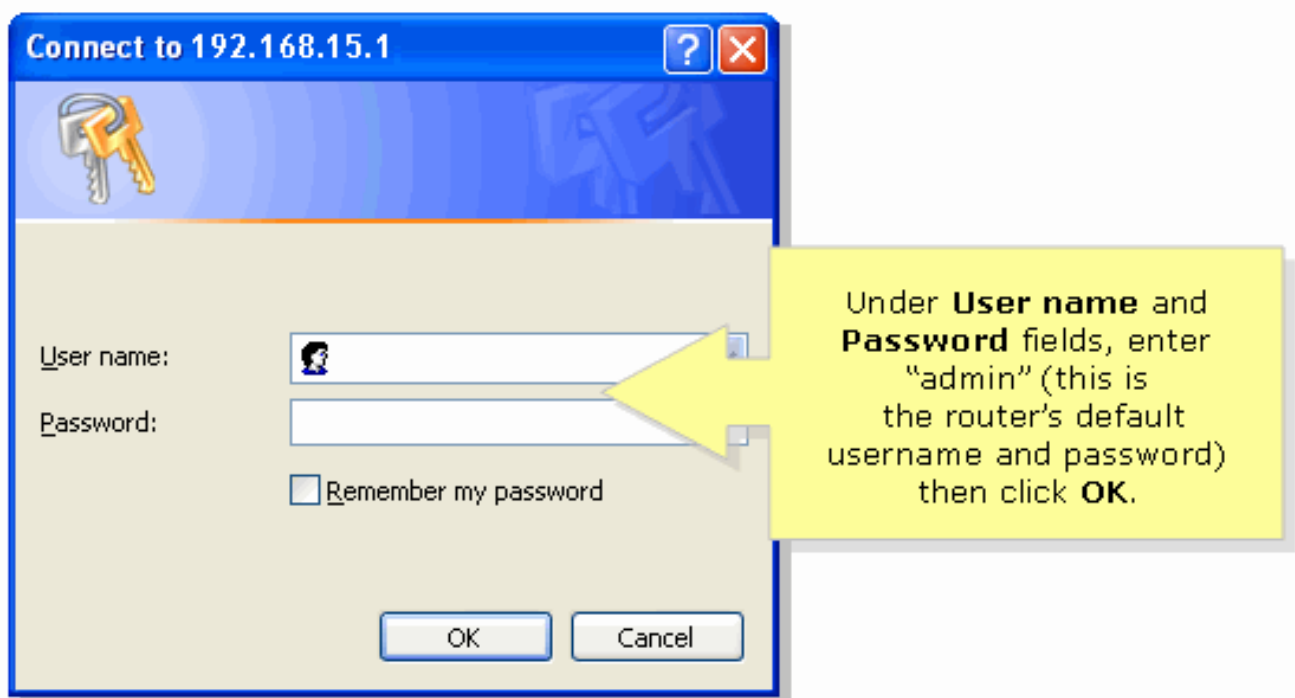 Connect to 192.168.15.1
?
User name:
Password:
Remember my password
OK
Cancel
Under User name and
Password fields, enter
“admin” (this is
the router’s default
username and password)
then click OK.